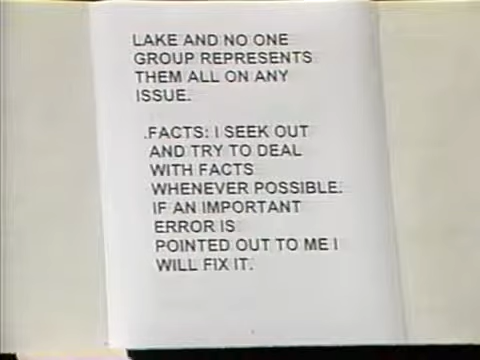 LAKE AND NO ONE
GROUP REPRESENTS
THEM ALL ON ANY
ISSUE.
.FACTS: I SEEK OUT
AND TRY TO DEAL
WITH FACTS
WHENEVER POSSIBLE.
IF AN IMPORTANT
ERROR IS
POINTED OUT TO ME I
WILL FIX IT.